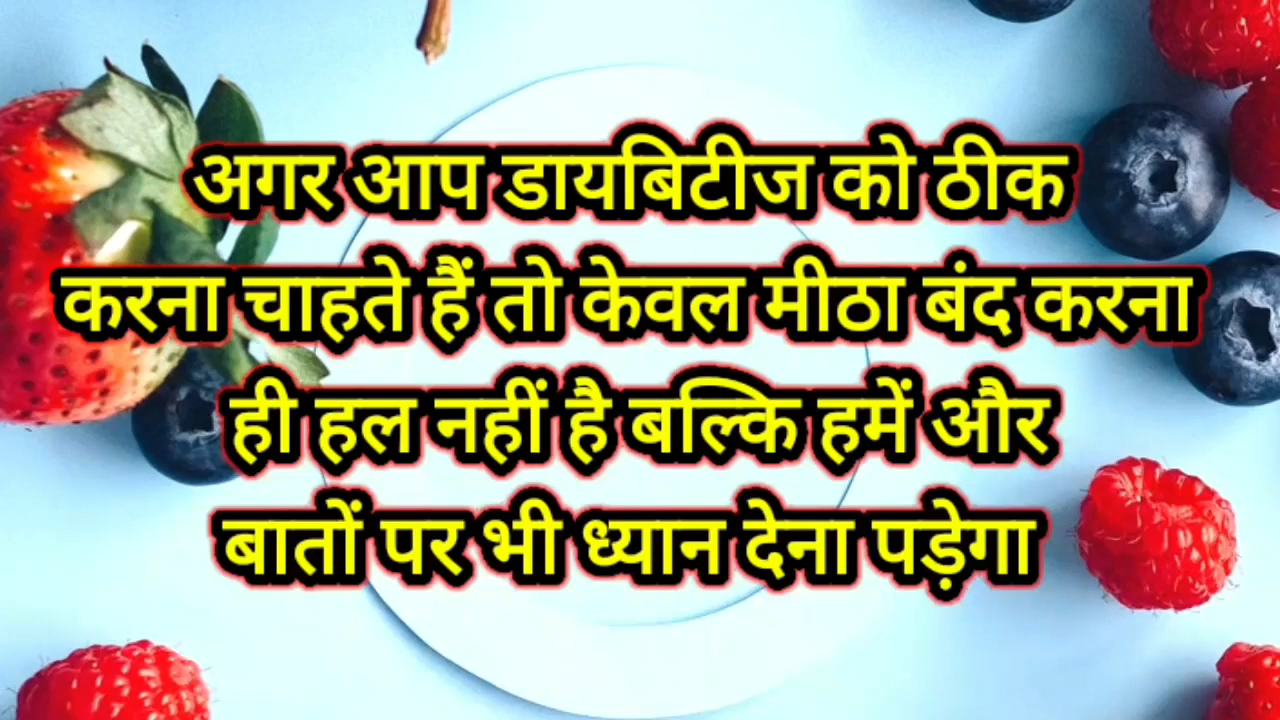 अगर आप डायबिटीज को ठीक
करना चाहते हैं तो केवल मीठा बंद करना
ही हल नहीं है बल्कि हमें और
बातों पर भी ध्यान देना पड़ेगा